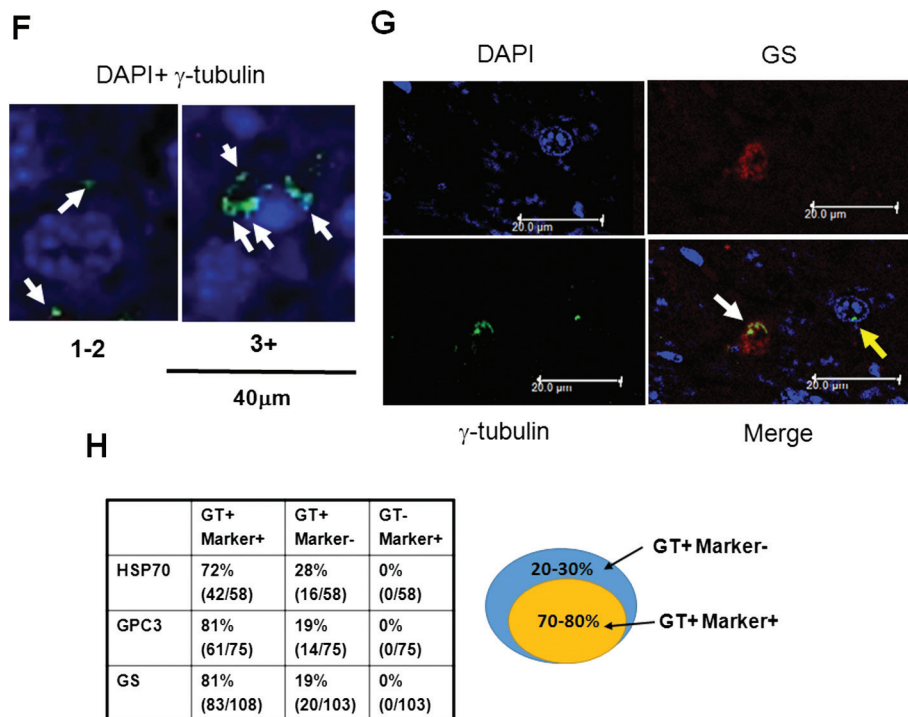 F
DAPI+ γ-tubulin
1-2
3+
40μm
G
DAPI
GS
20.0 μm
20.0 μm
20.0 μm
20.0 μm
γ-tubulin
Merge
H
GT+ Marker+
GT+ Marker-
GT- Marker+
HSP70
72% (42/58)
28% (16/58)
0% (0/58)
GPC3
81% (61/75)
19% (14/75)
0% (0/75)
GS
81% (83/108)
19% (20/103)
0% (0/103)
20-30%
70-80%
GT+ Marker-
GT+ Marker+